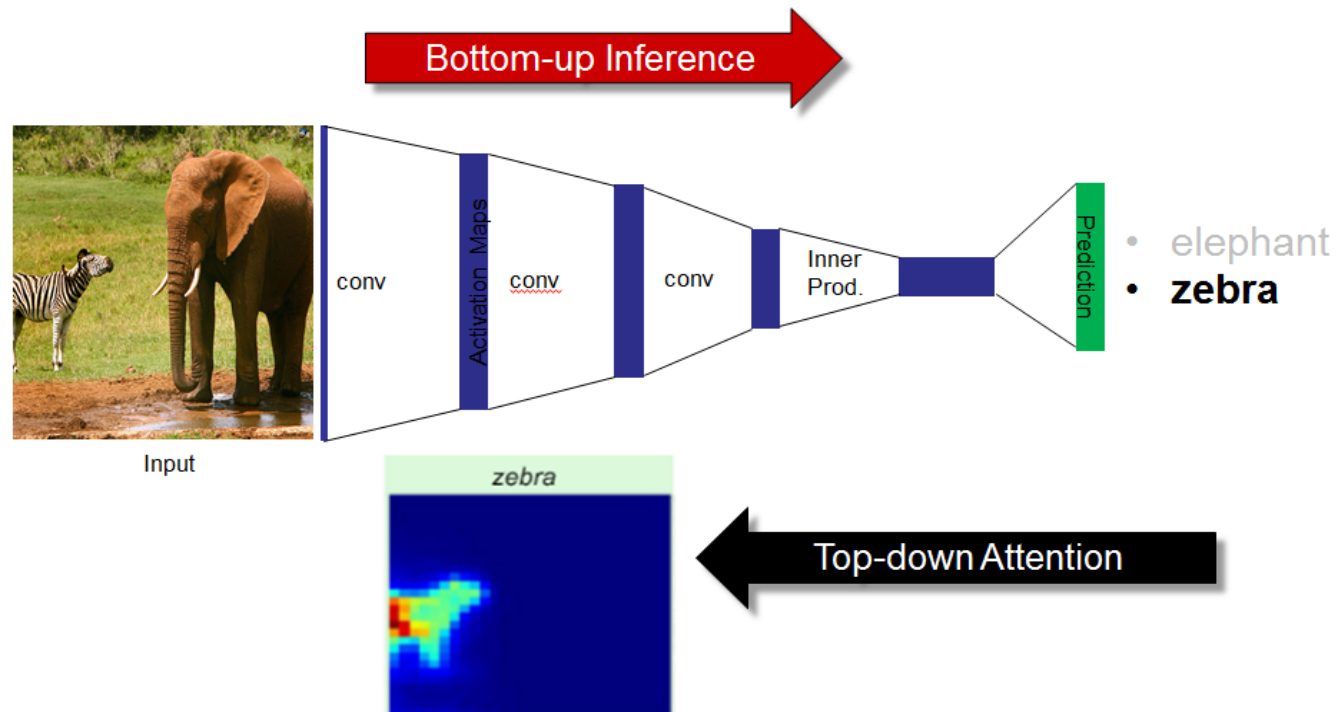 Bottom-up Inference
conv
Activation Maps
conv
conv
Inner
Prod.
Prediction
• elephant
• zebra
Input
zebra
Top-down Attention